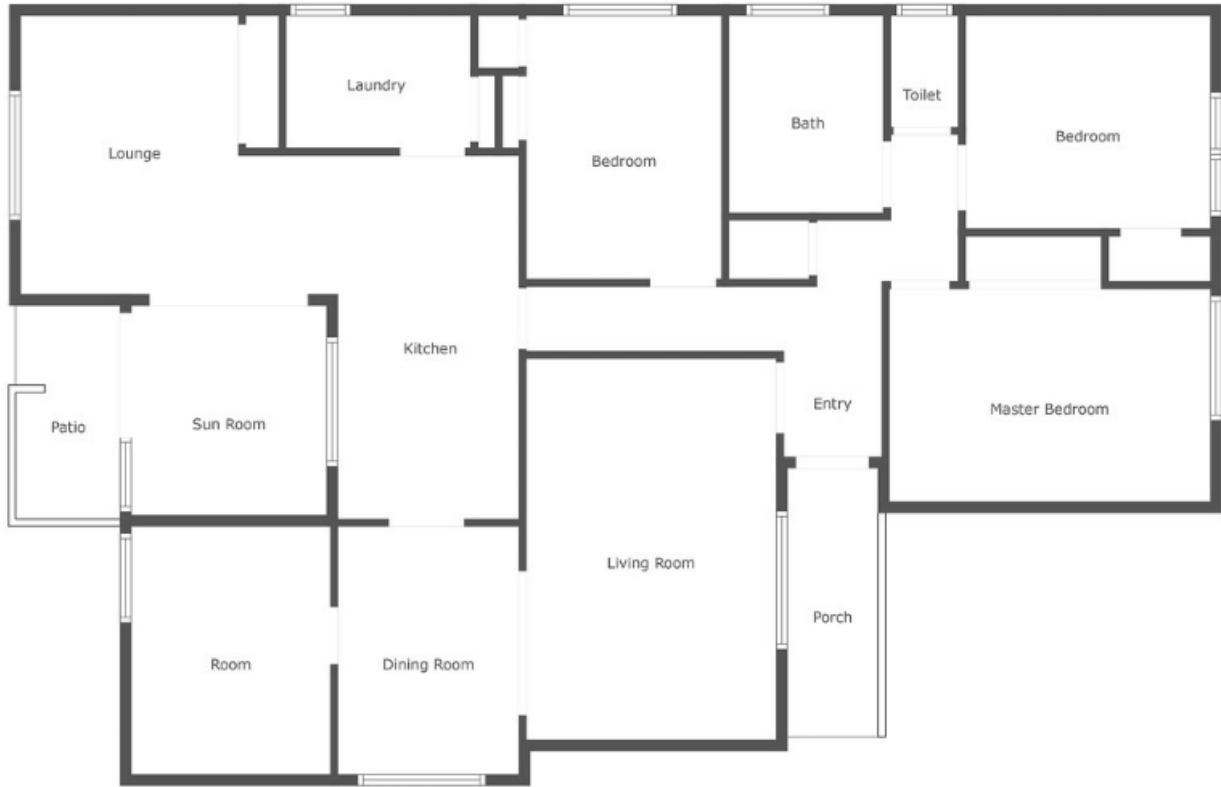 Laundry
Toilet
Bath
Bedroom
Lounge
Bedroom
Kitchen
Entry
Master Bedroom
Patio
Sun Room
Living Room
Porch
Room
Dining Room